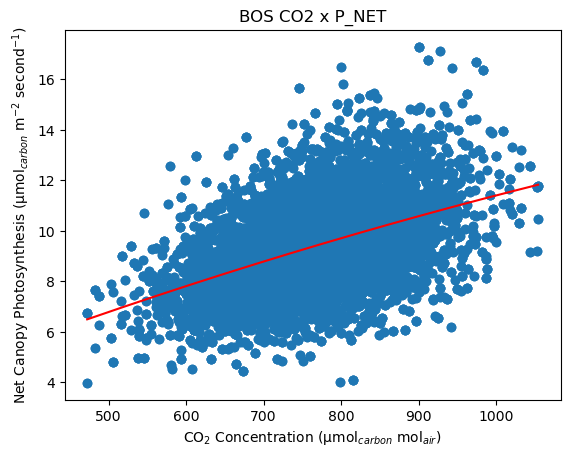 BOS CO2 x P_NET
Net Canopy Photosynthesis (μmol_carbon m⁻² second⁻¹)
16
14
12
10
8
6
4
500 600 700 800 900 1000
CO₂ Concentration (μmol_carbon mol_air)